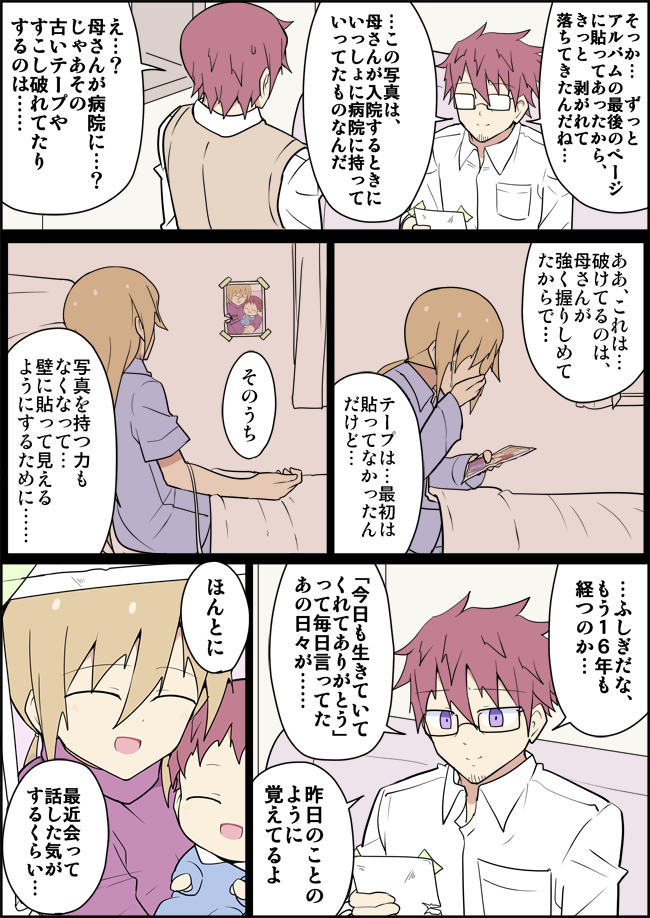 そっか… ずっと
アルバムの最後のページ
に貼ってあったから、
きっと 剥がれて
落ちてきたんだね…
…この写真は、
母さんが入院するときに
いっしょに病院に持って
いってたものなんだ
え…？
母さんが病院に…？
じゃあその
古いテープや
すこし破れてたり
するのは……
ああ、これは…
破けてるのは、
母さんが
強く握りしめて
たからで…
テープは…最初は
貼ってなかったん
だけど…
そのうち
写真を持つ力も
なくなって…
壁に貼って見える
ようにするために……
…ふしぎだな、
もう１６年も
経つのか…
「今日も生きていて
くれてありがとう」
って毎日言ってた
あの日々が……
昨日のことの
ように
覚えてるよ
ほんとに
最近会って
話した気が
するくらい…